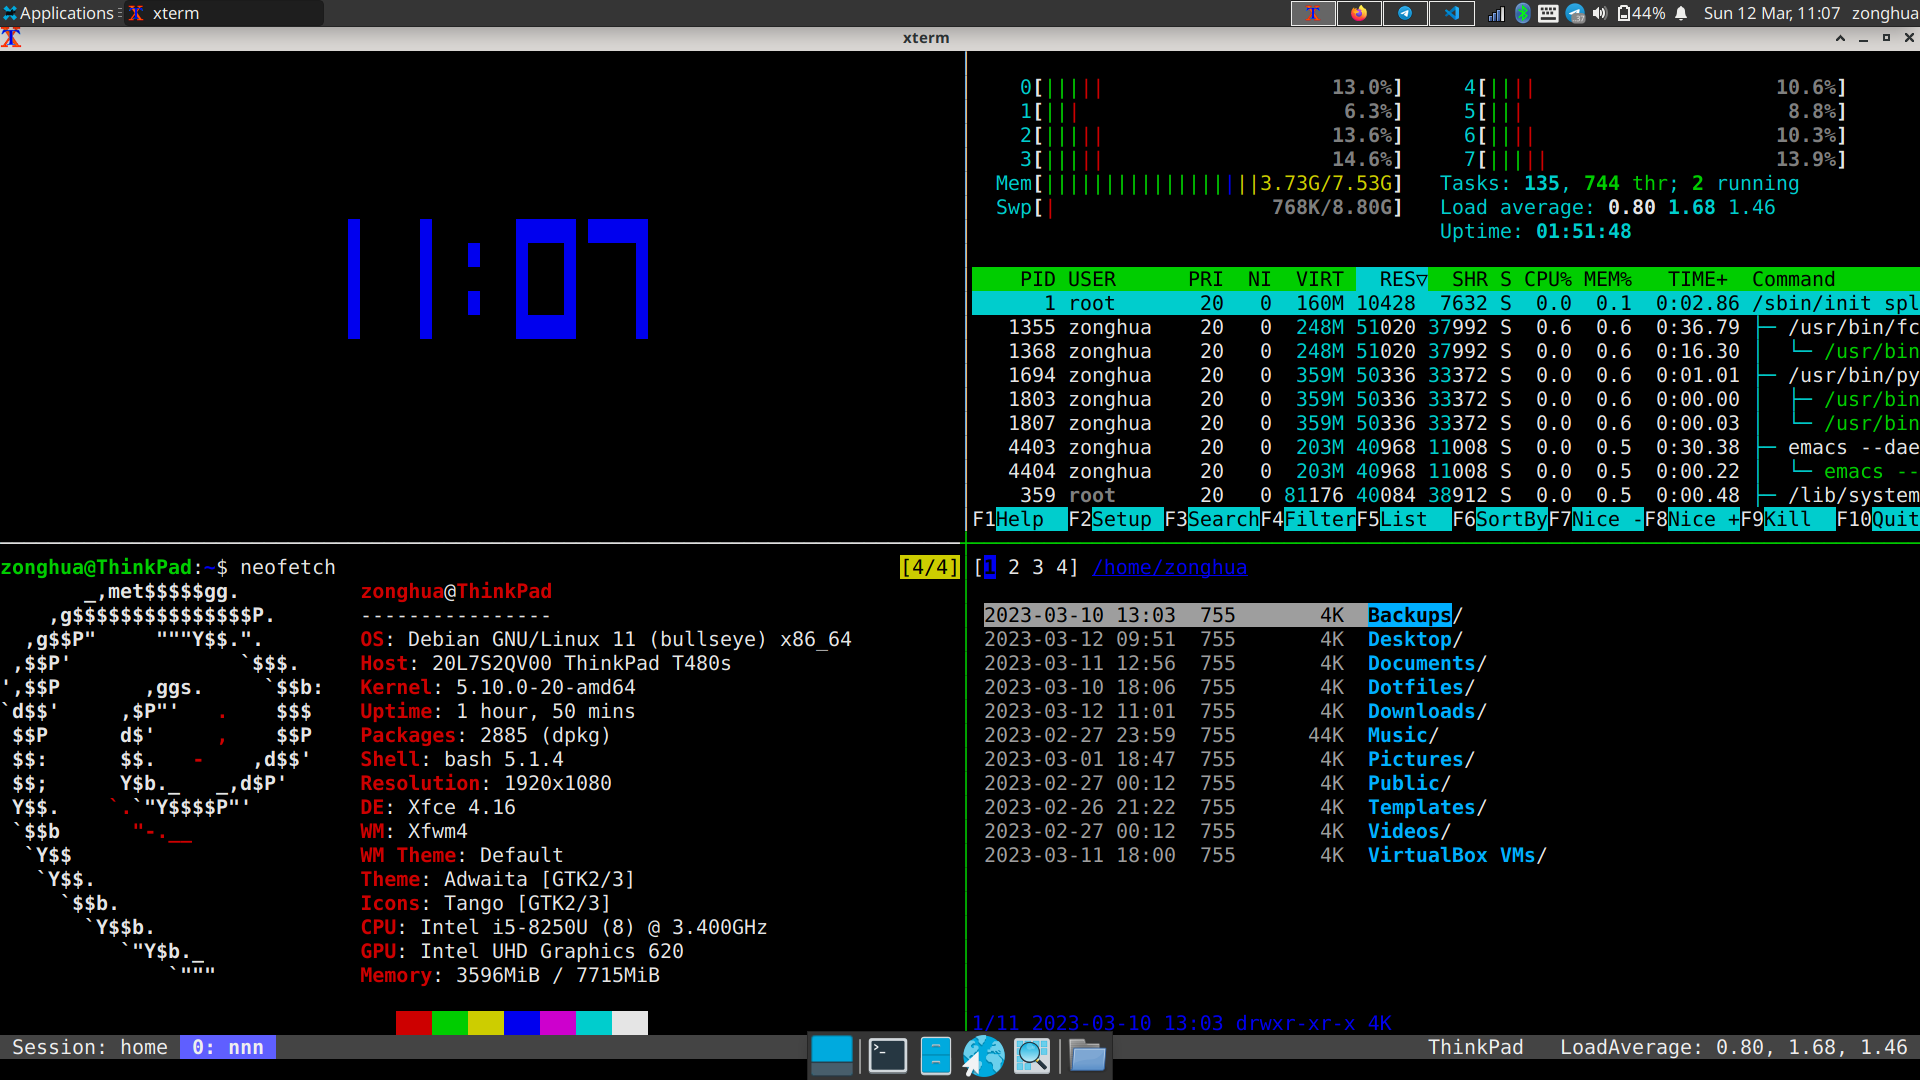 Applications xterm 44% Sun 12 Mar, 11:07 zonghua
xterm
11:07
0[||||| 13.0%] 4[|||| 10.6%]
1[||| 6.3%] 5[||| 8.8%]
2[||||| 13.6%] 6[|||| 10.3%]
3[||||| 14.6%] 7[||||| 13.9%]
Mem[||||||||||||||||||3.73G/7.53G] Tasks: 135, 744 thr; 2 running
Swp[| 768K/8.80G] Load average: 0.80 1.68 1.46
Uptime: 01:51:48
PID USER PRI NI VIRT RES▽ SHR S CPU% MEM% TIME+ Command
1 root 20 0 160M 10428 7632 S 0.0 0.1 0:02.86 /sbin/init spl
1355 zonghua 20 0 248M 51020 37992 S 0.6 0.6 0:36.79 ├─ /usr/bin/fc
1368 zonghua 20 0 248M 51020 37992 S 0.0 0.6 0:16.30 │ └─ /usr/bin
1694 zonghua 20 0 359M 50336 33372 S 0.0 0.6 0:01.01 ├─ /usr/bin/py
1803 zonghua 20 0 359M 50336 33372 S 0.0 0.6 0:00.00 │ ├─ /usr/bin
1807 zonghua 20 0 359M 50336 33372 S 0.0 0.6 0:00.03 │ └─ /usr/bin
4403 zonghua 20 0 203M 40968 11008 S 0.0 0.5 0:30.38 ├─ emacs --dae
4404 zonghua 20 0 203M 40968 11008 S 0.0 0.5 0:00.22 │ └─ emacs --
359 root 20 0 81176 40084 38912 S 0.0 0.5 0:00.48 ├─ /lib/system
F1Help F2Setup F3SearchF4FilterF5List F6SortByF7Nice -F8Nice +F9Kill F10Quit
zonghua@ThinkPad:~$ neofetch [4/4]
_,met$$$$$gg. zonghua@ThinkPad
,g$$$$$$$$$$$$$$$P. ----------------
,g$$P" """Y$$.". OS: Debian GNU/Linux 11 (bullseye) x86_64
,$$P' `$$$. Host: 20L7S2QV00 ThinkPad T480s
',$$P ,ggs. `$$b: Kernel: 5.10.0-20-amd64
`d$$' ,$P"' . $$$ Uptime: 1 hour, 50 mins
$$P d$' , $$P Packages: 2885 (dpkg)
$$: $$. - ,d$$' Shell: bash 5.1.4
$$; Y$b._ _,d$P' Resolution: 1920x1080
Y$$. `.`"Y$$$$P"' DE: Xfce 4.16
`$$b "-.__ WM: Xfwm4
`Y$$ WM Theme: Default
`Y$$. Theme: Adwaita [GTK2/3]
`$$b. Icons: Tango [GTK2/3]
`Y$$b. CPU: Intel i5-8250U (8) @ 3.400GHz
`"Y$b._ GPU: Intel UHD Graphics 620
`""" Memory: 3596MiB / 7715MiB
[1 2 3 4] /home/zonghua
2023-03-10 13:03 755 4K Backups/
2023-03-12 09:51 755 4K Desktop/
2023-03-11 12:56 755 4K Documents/
2023-03-10 18:06 755 4K Dotfiles/
2023-03-12 11:01 755 4K Downloads/
2023-02-27 23:59 755 44K Music/
2023-03-01 18:47 755 4K Pictures/
2023-02-27 00:12 755 4K Public/
2023-02-26 21:22 755 4K Templates/
2023-02-27 00:12 755 4K Videos/
2023-03-11 18:00 755 4K VirtualBox VMs/
1/11 2023-03-10 13:03 drwxr-xr-x 4K
Session: home 0: nnn ThinkPad LoadAverage: 0.80, 1.68, 1.46